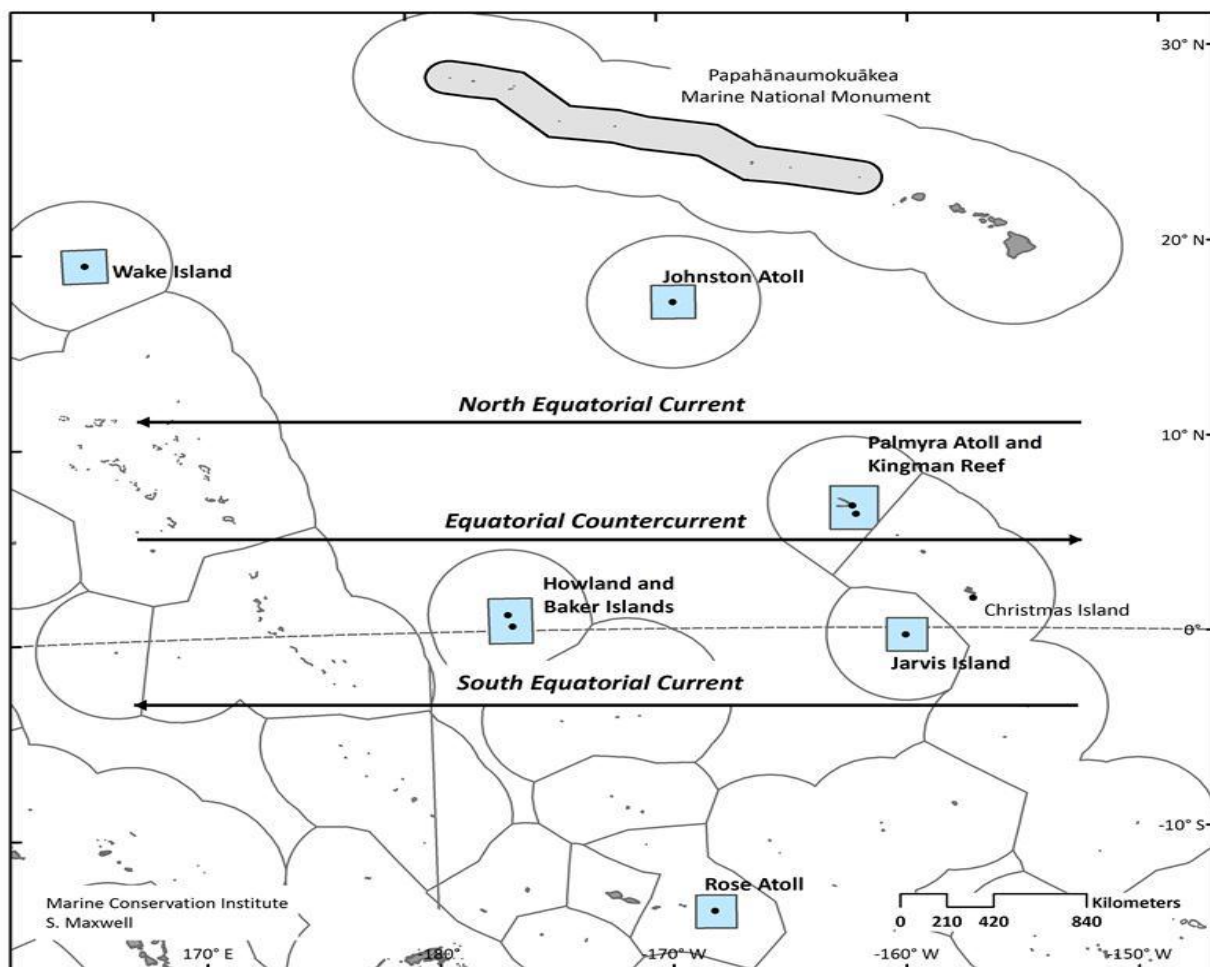 30° N
Papahānaumokuākea
Marine National Monument
20° N
Wake Island
Johnston Atoll
North Equatorial Current
10° N
Palmyra Atoll and
Kingman Reef
Equatorial Countercurrent
Howland and
Baker Islands
Christmas Island
0°
Jarvis Island
South Equatorial Current
-10° S
Rose Atoll
Marine Conservation Institute
S. Maxwell
Kilometers
0 210 420 840
170° E -180° -170° W -160° W -150° W